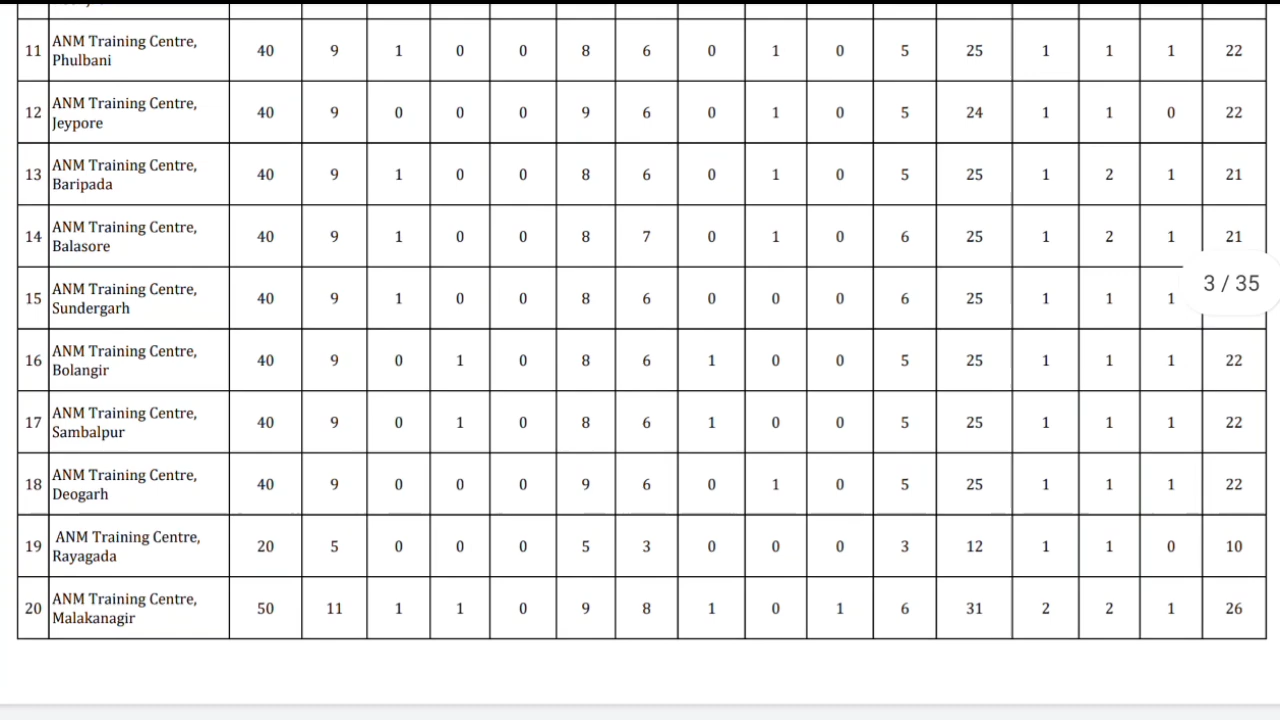 11 ANM Training Centre, Phulbani 40 9 1 0 0 8 6 0 1 0 5 25 1 1 1 22
12 ANM Training Centre, Jeypore 40 9 0 0 0 9 6 0 1 0 5 24 1 1 0 22
13 ANM Training Centre, Baripada 40 9 1 0 0 8 6 0 1 0 5 25 1 2 1 21
14 ANM Training Centre, Balasore 40 9 1 0 0 8 7 0 1 0 6 25 1 2 1 21
3 / 35
15 ANM Training Centre, Sundergarh 40 9 1 0 0 8 6 0 0 0 6 25 1 1 1
16 ANM Training Centre, Bolangir 40 9 0 1 0 8 6 1 0 0 5 25 1 1 1 22
17 ANM Training Centre, Sambalpur 40 9 0 1 0 8 6 1 0 0 5 25 1 1 1 22
18 ANM Training Centre, Deogarh 40 9 0 0 0 9 6 0 1 0 5 25 1 1 1 22
19 ANM Training Centre, Rayagada 20 5 0 0 0 5 3 0 0 0 3 12 1 1 0 10
20 ANM Training Centre, Malakanagir 50 11 1 1 0 9 8 1 0 1 6 31 2 2 1 26